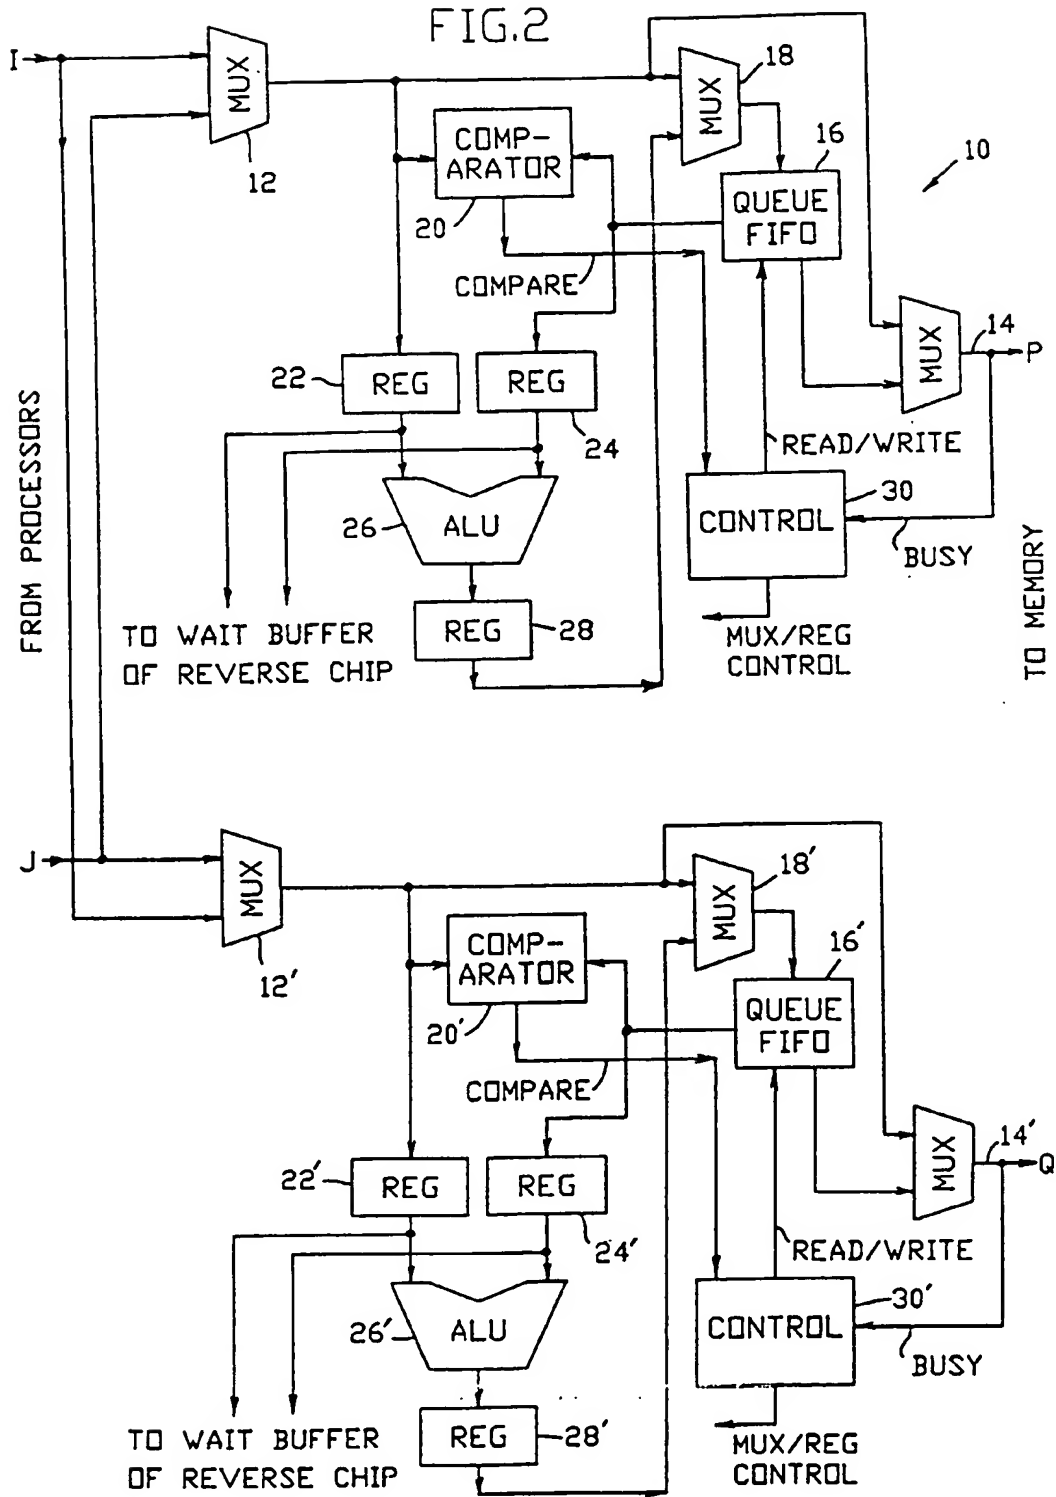 FIG.2
I
MUX
12
MUX
18
COMP-
ARATOR
20
16
QUEUE
FIFO
10
COMPARE
MUX
14
P
22
REG
REG
24
READ/WRITE
FROM PROCESSORS
26
ALU
CONTROL
30
BUSY
TO MEMORY
TO WAIT BUFFER
OF REVERSE CHIP
REG
28
MUX/REG
CONTROL
J
MUX
12'
MUX
18'
COMP-
ARATOR
20'
16'
QUEUE
FIFO
COMPARE
MUX
14'
Q
22'
REG
REG
24'
READ/WRITE
26'
ALU
CONTROL
30'
BUSY
TO WAIT BUFFER
OF REVERSE CHIP
REG
28'
MUX/REG
CONTROL